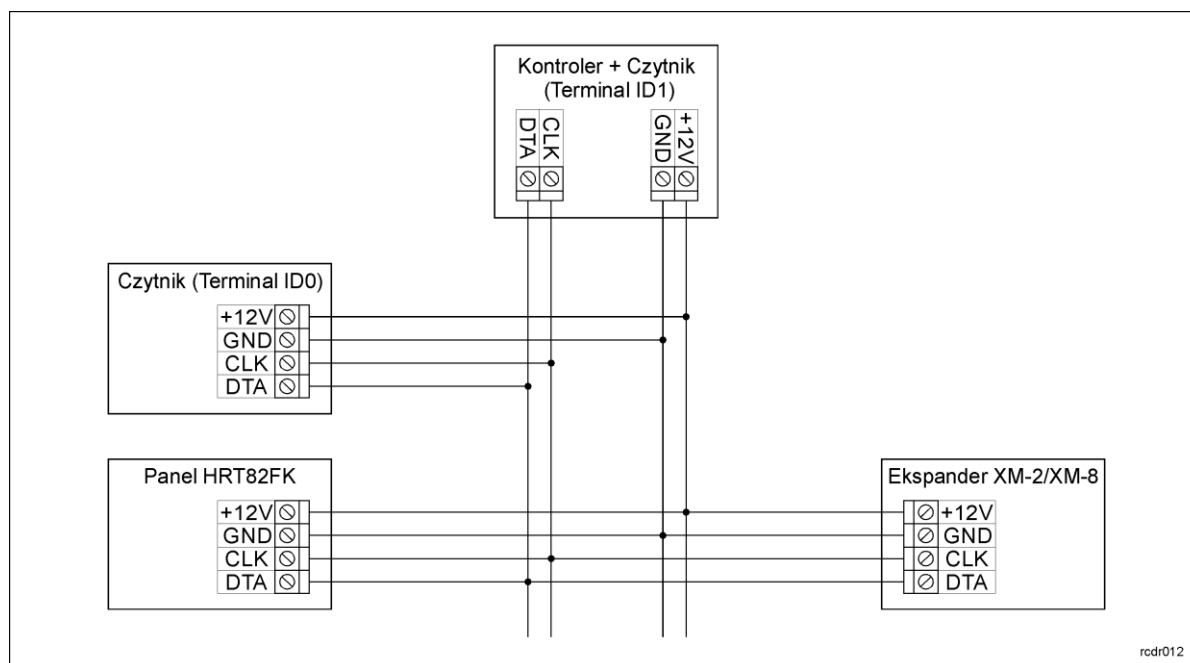 Kontroler + Czytnik
(Terminal ID1)
DTA
CLK
GND
+12V
Czytnik (Terminal ID0)
+12V
GND
CLK
DTA
Panel HRT82FK
+12V
GND
CLK
DTA
Ekspander XM-2/XM-8
+12V
GND
CLK
DTA
rcdr012